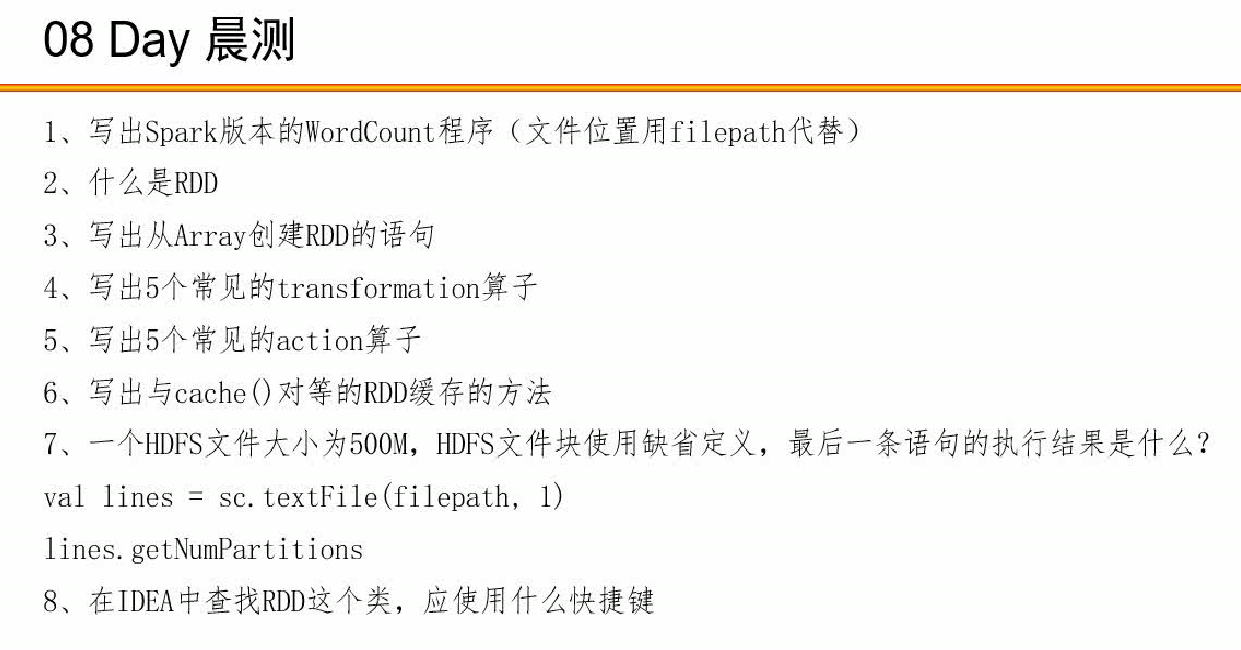 08 Day 晨测
1、写出Spark版本的WordCount程序（文件位置用filepath代替）
2、什么是RDD
3、写出从Array创建RDD的语句
4、写出5个常见的transformation算子
5、写出5个常见的action算子
6、写出与cache()对等的RDD缓存的方法
7、一个HDFS文件大小为500M，HDFS文件块使用缺省定义，最后一条语句的执行结果是什么？
val lines = sc.textFile(filepath, 1)
lines.getNumPartitions
8、在IDEA中查找RDD这个类，应使用什么快捷键